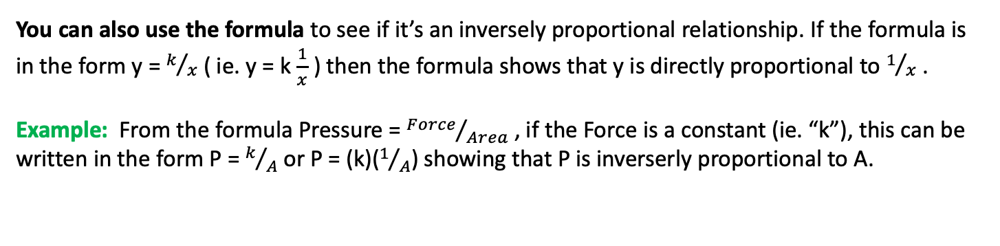 You can also use the formula to see if it's an inversely proportional relationship. If the formula is
in the form y = k/x ( ie. y = k 1/x ) then the formula shows that y is directly proportional to 1/x .
Example: From the formula Pressure = Force/Area , if the Force is a constant (ie. “k”), this can be
written in the form P = k/A or P = (k)(1/A) showing that P is inverserly proportional to A.